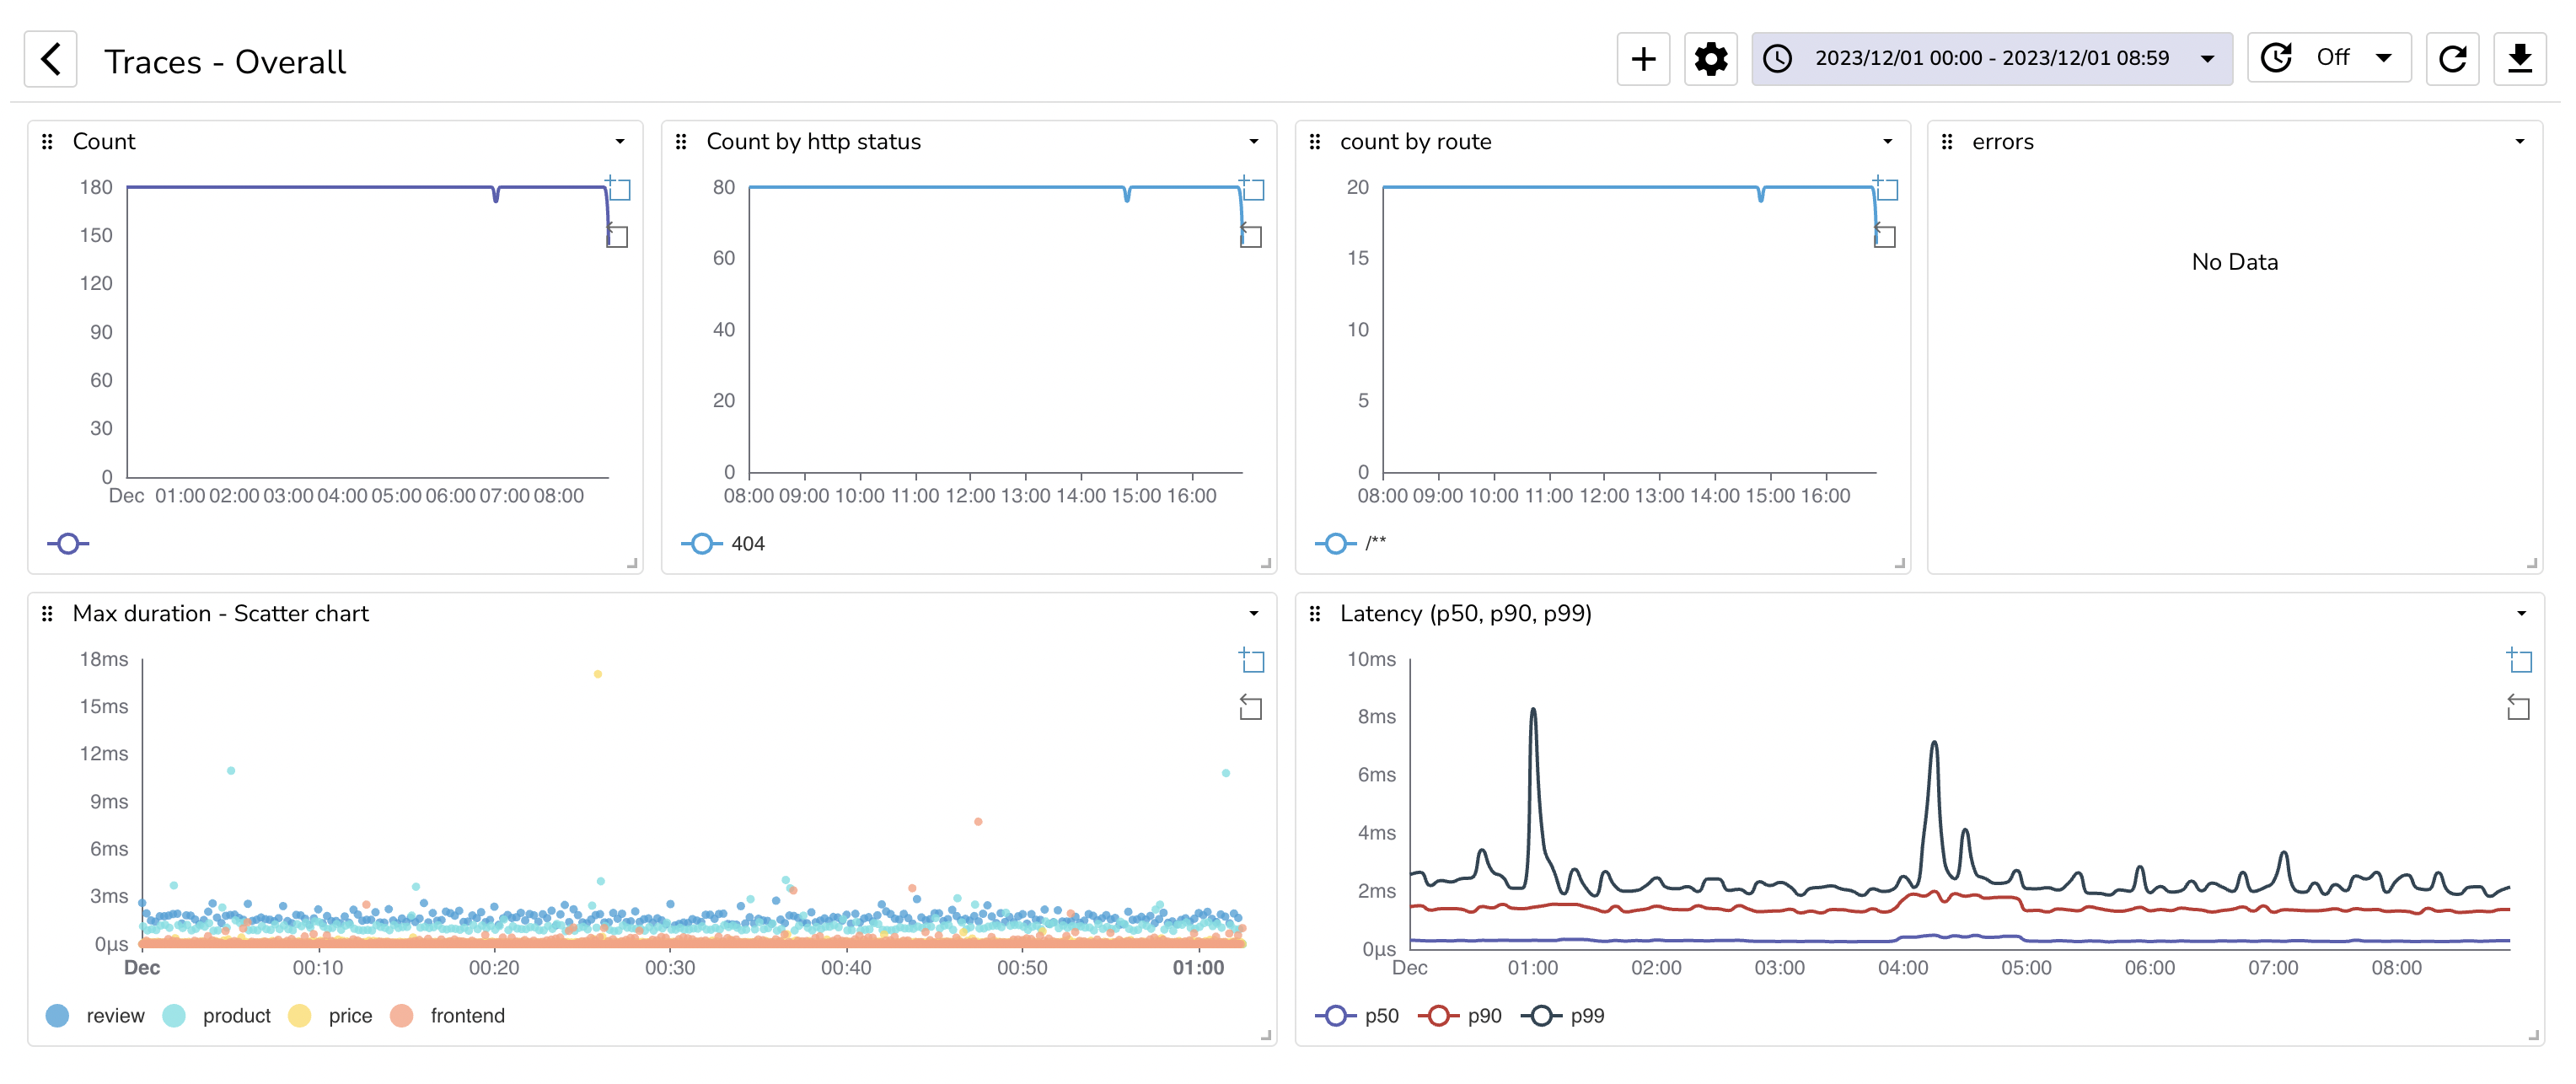 Traces - Overall
2023/12/01 00:00 - 2023/12/01 08:59
Off
Count
180
150
120
90
60
30
0
Dec 01:00 02:00 03:00 04:00 05:00 06:00 07:00 08:00
Count by http status
80
60
40
20
0
08:00 09:00 10:00 11:00 12:00 13:00 14:00 15:00 16:00
404
count by route
20
15
10
5
0
08:00 09:00 10:00 11:00 12:00 13:00 14:00 15:00 16:00
/**
errors
No Data
Max duration - Scatter chart
18ms
15ms
12ms
9ms
6ms
3ms
0µs
Dec 00:10 00:20 00:30 00:40 00:50 01:00
review product price frontend
Latency (p50, p90, p99)
10ms
8ms
6ms
4ms
2ms
0µs
Dec 01:00 02:00 03:00 04:00 05:00 06:00 07:00 08:00
p50 p90 p99